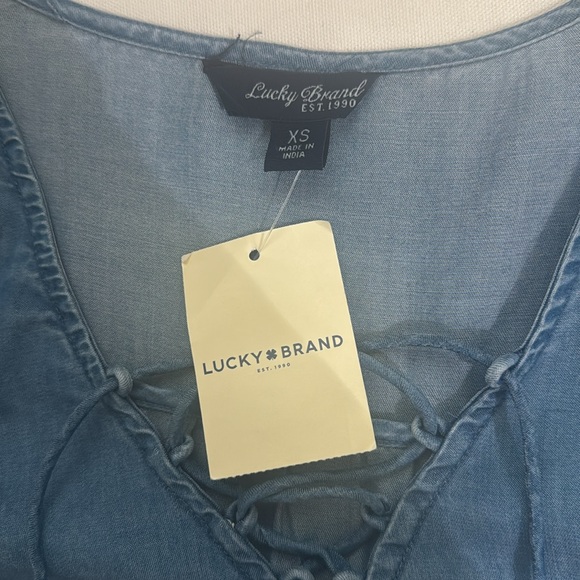 Lucky Brand
EST. 1990
XS
MADE IN
INDIA
LUCKY BRAND
EST. 1990